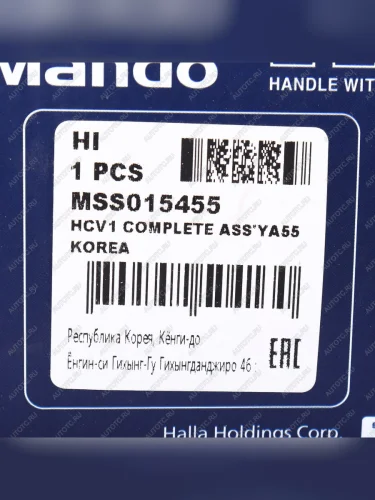 Mando
HANDLE WIT
HI
1 PCS
MSS015455
HCV1 COMPLETE ASS'YA55
KOREA
Республика Корея, Кёнги-до
Ёнгин-си Гихынг-Гу Гихынгданджиро 46 :
EAC
Halla Holdings Corp.